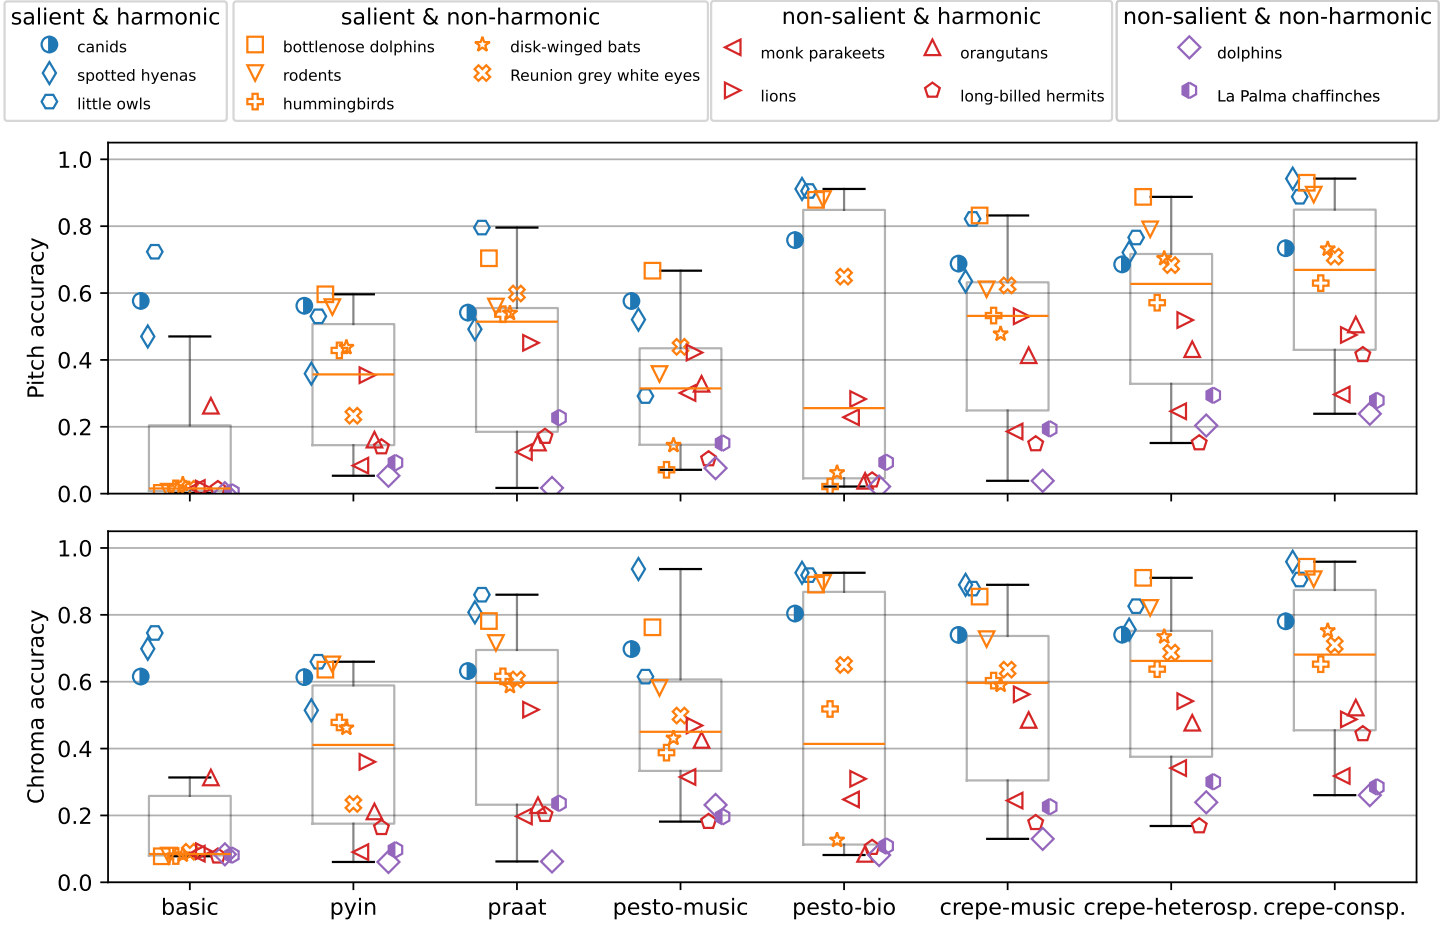 salient & harmonic
canids
spotted hyenas
little owls
salient & non-harmonic
bottlenose dolphins
rodents
hummingbirds
disk-winged bats
Reunion grey white eyes
non-salient & harmonic
monk parakeets
lions
orangutans
long-billed hermits
non-salient & non-harmonic
dolphins
La Palma chaffinches
Pitch accuracy
1.0
0.8
0.6
0.4
0.2
0.0
Chroma accuracy
1.0
0.8
0.6
0.4
0.2
0.0
basic pyin praat pesto-music pesto-bio crepe-music crepe-heterosp. crepe-consp.